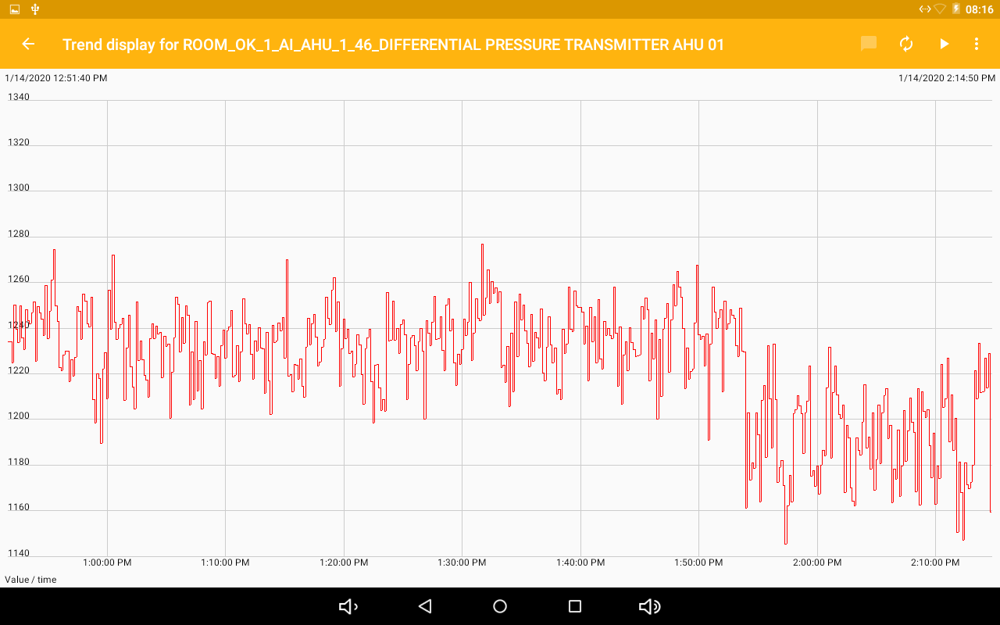 08:16
Trend display for ROOM_OK_1_AI_AHU_1_46_DIFFERENTIAL PRESSURE TRANSMITTER AHU 01
1/14/2020 12:51:40 PM
1/14/2020 2:14:50 PM
1340
1320
1300
1280
1260
1240
1220
1200
1180
1160
1140
1:00:00 PM
1:10:00 PM
1:20:00 PM
1:30:00 PM
1:40:00 PM
1:50:00 PM
2:00:00 PM
2:10:00 PM
Value / time